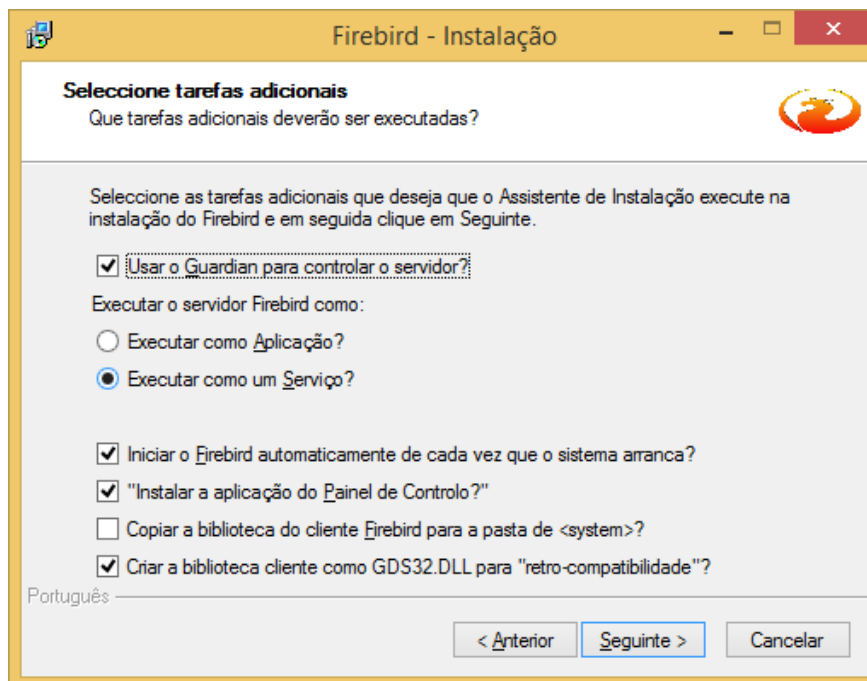 Firebird - Instalação
Seleccione tarefas adicionais
Que tarefas adicionais deverão ser executadas?
Seleccione as tarefas adicionais que deseja que o Assistente de Instalação execute na
instalação do Firebird e em seguida clique em Seguinte.
Usar o Guardian para controlar o servidor?
Executar o servidor Firebird como:
Executar como Aplicação?
Executar como um Serviço?
Iniciar o Firebird automaticamente de cada vez que o sistema arranca?
"Instalar a aplicação do Painel de Controlo?"
Copiar a biblioteca do cliente Firebird para a pasta de <system>?
Criar a biblioteca cliente como GDS32.DLL para "retro-compatibilidade"?
Português
< Anterior Seguinte > Cancelar